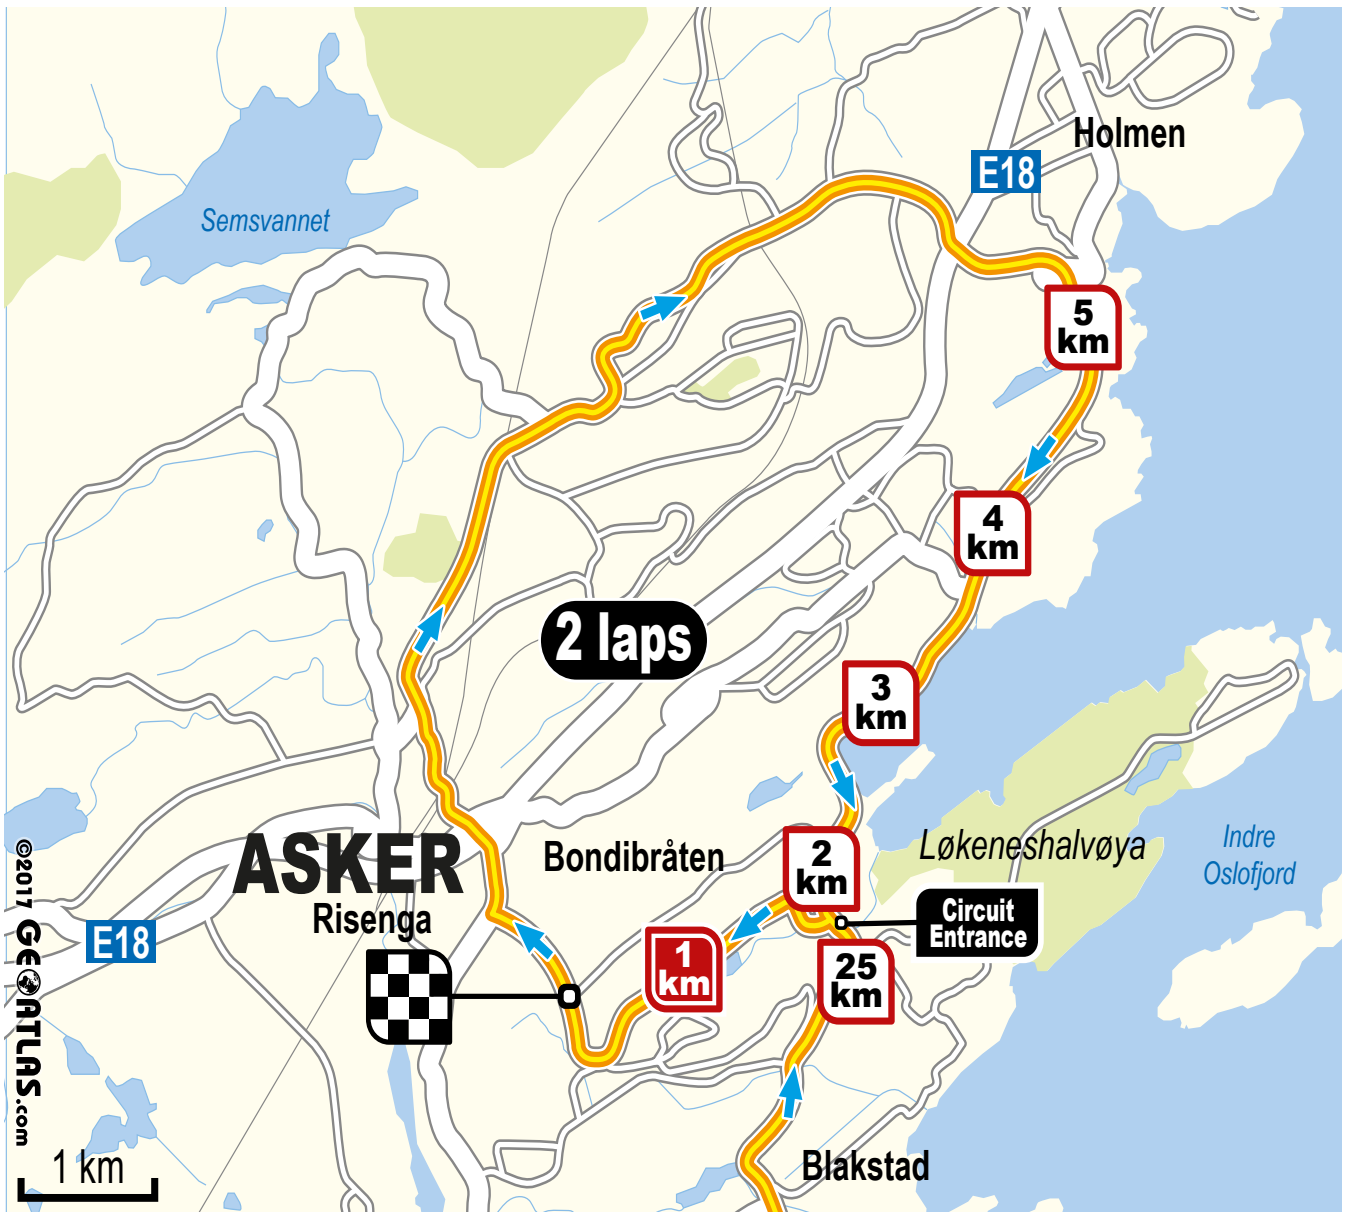 Holmen
E18
Semsvannet
5
km
4
km
2 laps
3
km
ASKER
Risenga
Bondibråten
2
km
Løkeneshalvøya
Indre
Oslofjord
Circuit
Entrance
E18
1
km
25
km
©2017 GEOATLAS.com
1 km
Blakstad